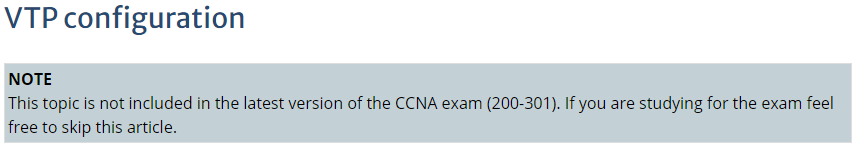 VTP configuration
NOTE
This topic is not included in the latest version of the CCNA exam (200-301). If you are studying for the exam feel
free to skip this article.